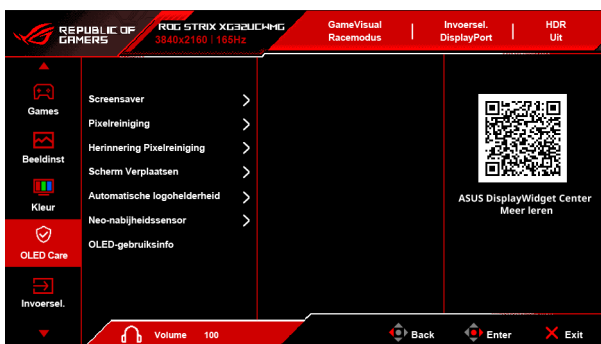 REPUBLIC OF
GAMERS
ROG STRIX XG32UCWMG
3840x2160 | 165Hz
GameVisual
Racemodus
Invoersel.
DisplayPort
HDR
Uit
Games
Beeldinst
Kleur
OLED Care
Invoersel.
Screensaver
Pixelreiniging
Herinnering Pixelreiniging
Scherm Verplaatsen
Automatische logohelderheid
Neo-nabijheidssensor
OLED-gebruiksinfo
ASUS DisplayWidget Center
Meer leren
Volume 100
Back
Enter
Exit